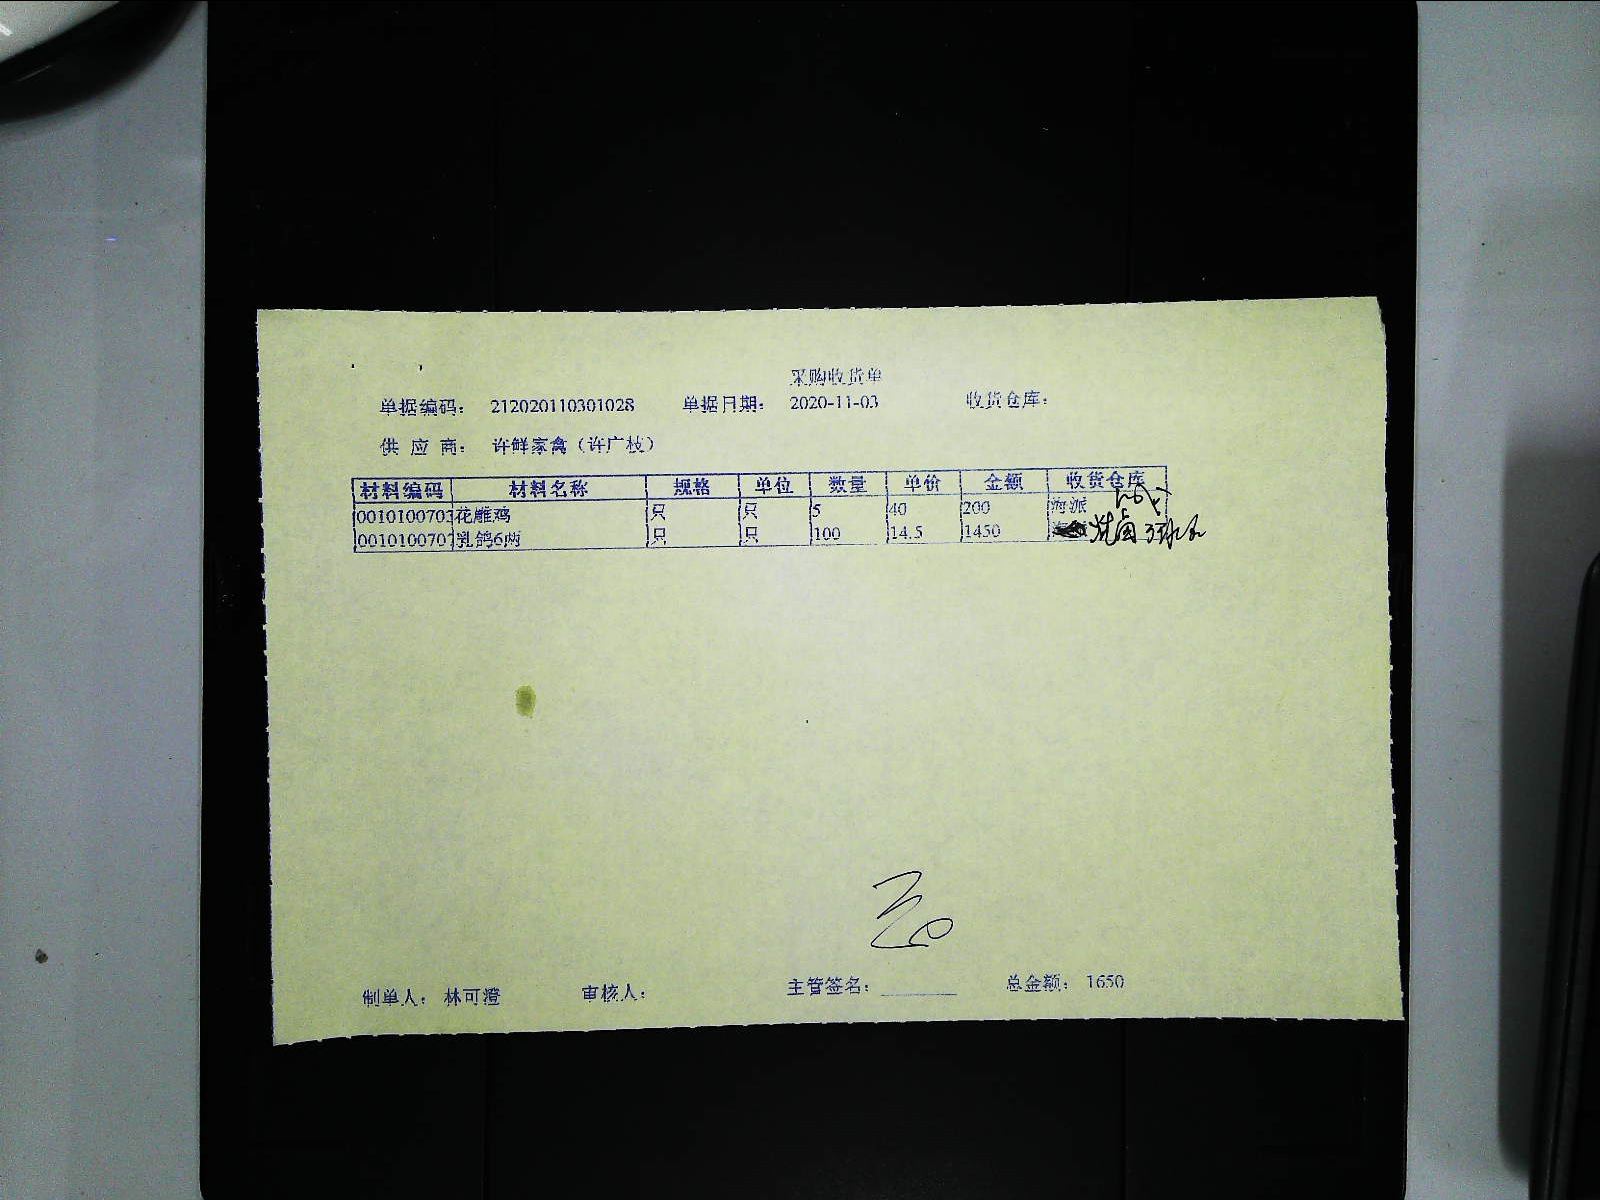 采购收货单
单据编码： 212020110301028 单据日期： 2020-11-03 收货仓库：
供 应 商： 许鲜家禽（许广枝）
材料编码 材料名称 规格 单位 数量 单价 金额 收货仓库
0010100703 花雕鸡 只 只 5 40 200 海派
0010100707 乳鸽6两 只 只 100 14.5 1450 烧卤
制单人： 林可澄 审核人： 主管签名： 总金额： 1650